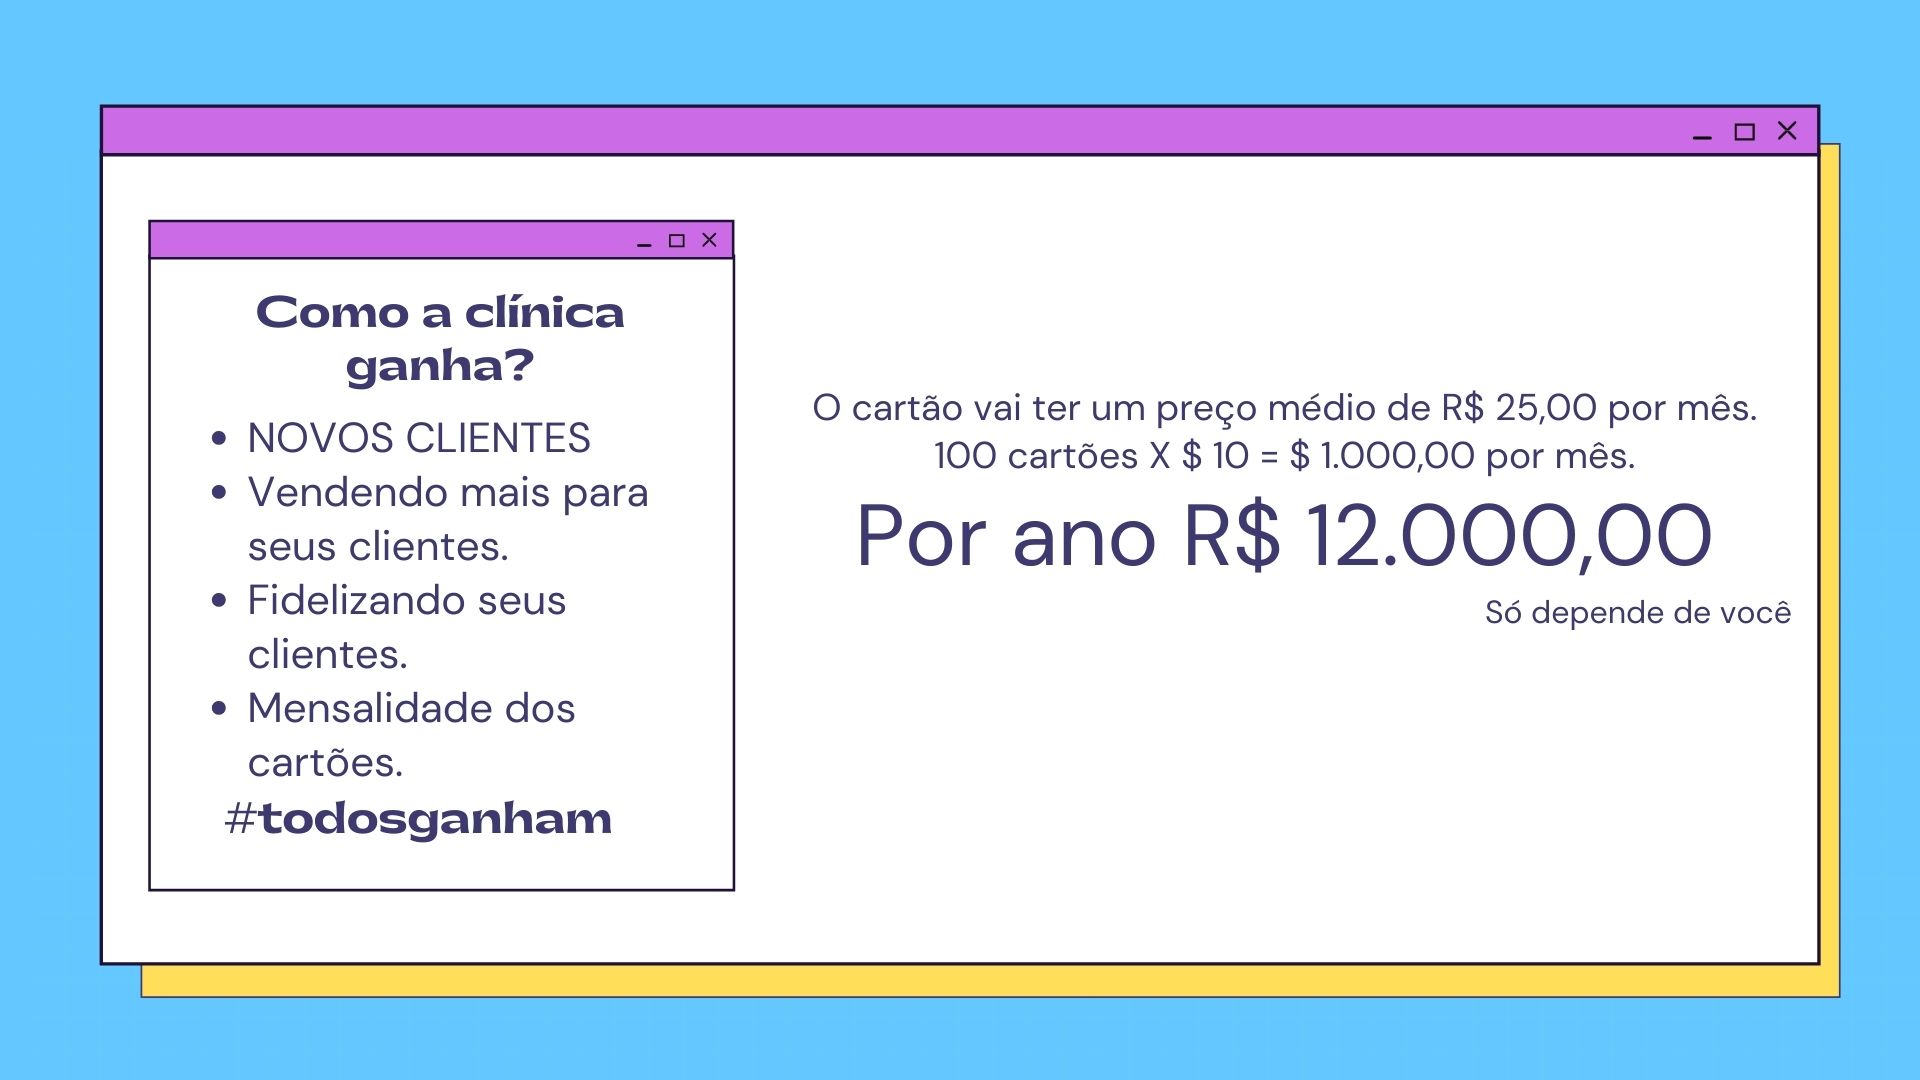 Como a clínica
ganha?
• NOVOS CLIENTES
• Vendendo mais para
seus clientes.
• Fidelizando seus
clientes.
• Mensalidade dos
cartões.
#todosganham
O cartão vai ter um preço médio de R$ 25,00 por mês.
100 cartões X $ 10 = $ 1.000,00 por mês.
Por ano R$ 12.000,00
Só depende de você